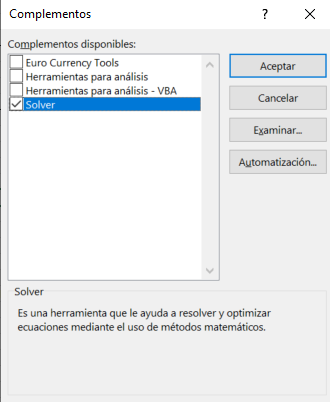 Complementos
?
Complementos disponibles:
Euro Currency Tools
Herramientas para análisis
Herramientas para análisis - VBA
Solver
Aceptar
Cancelar
Examinar...
Automatización...
Solver
Es una herramienta que le ayuda a resolver y optimizar
ecuaciones mediante el uso de métodos matemáticos.